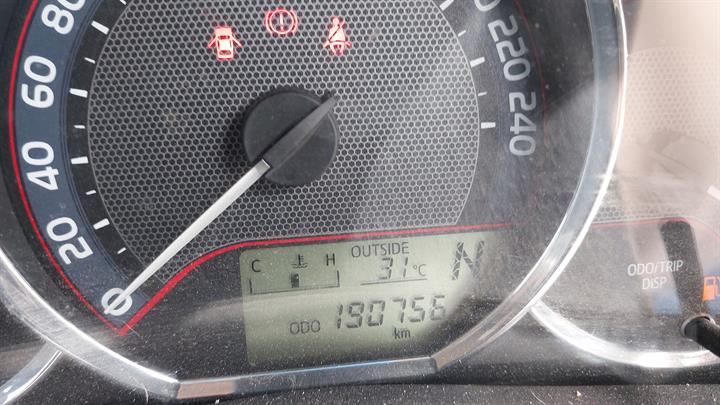 80
60
40
20
0
220
240
OUTSIDE
C H 31°C N
ODO 190756
km
ODO/TRIP
DISP